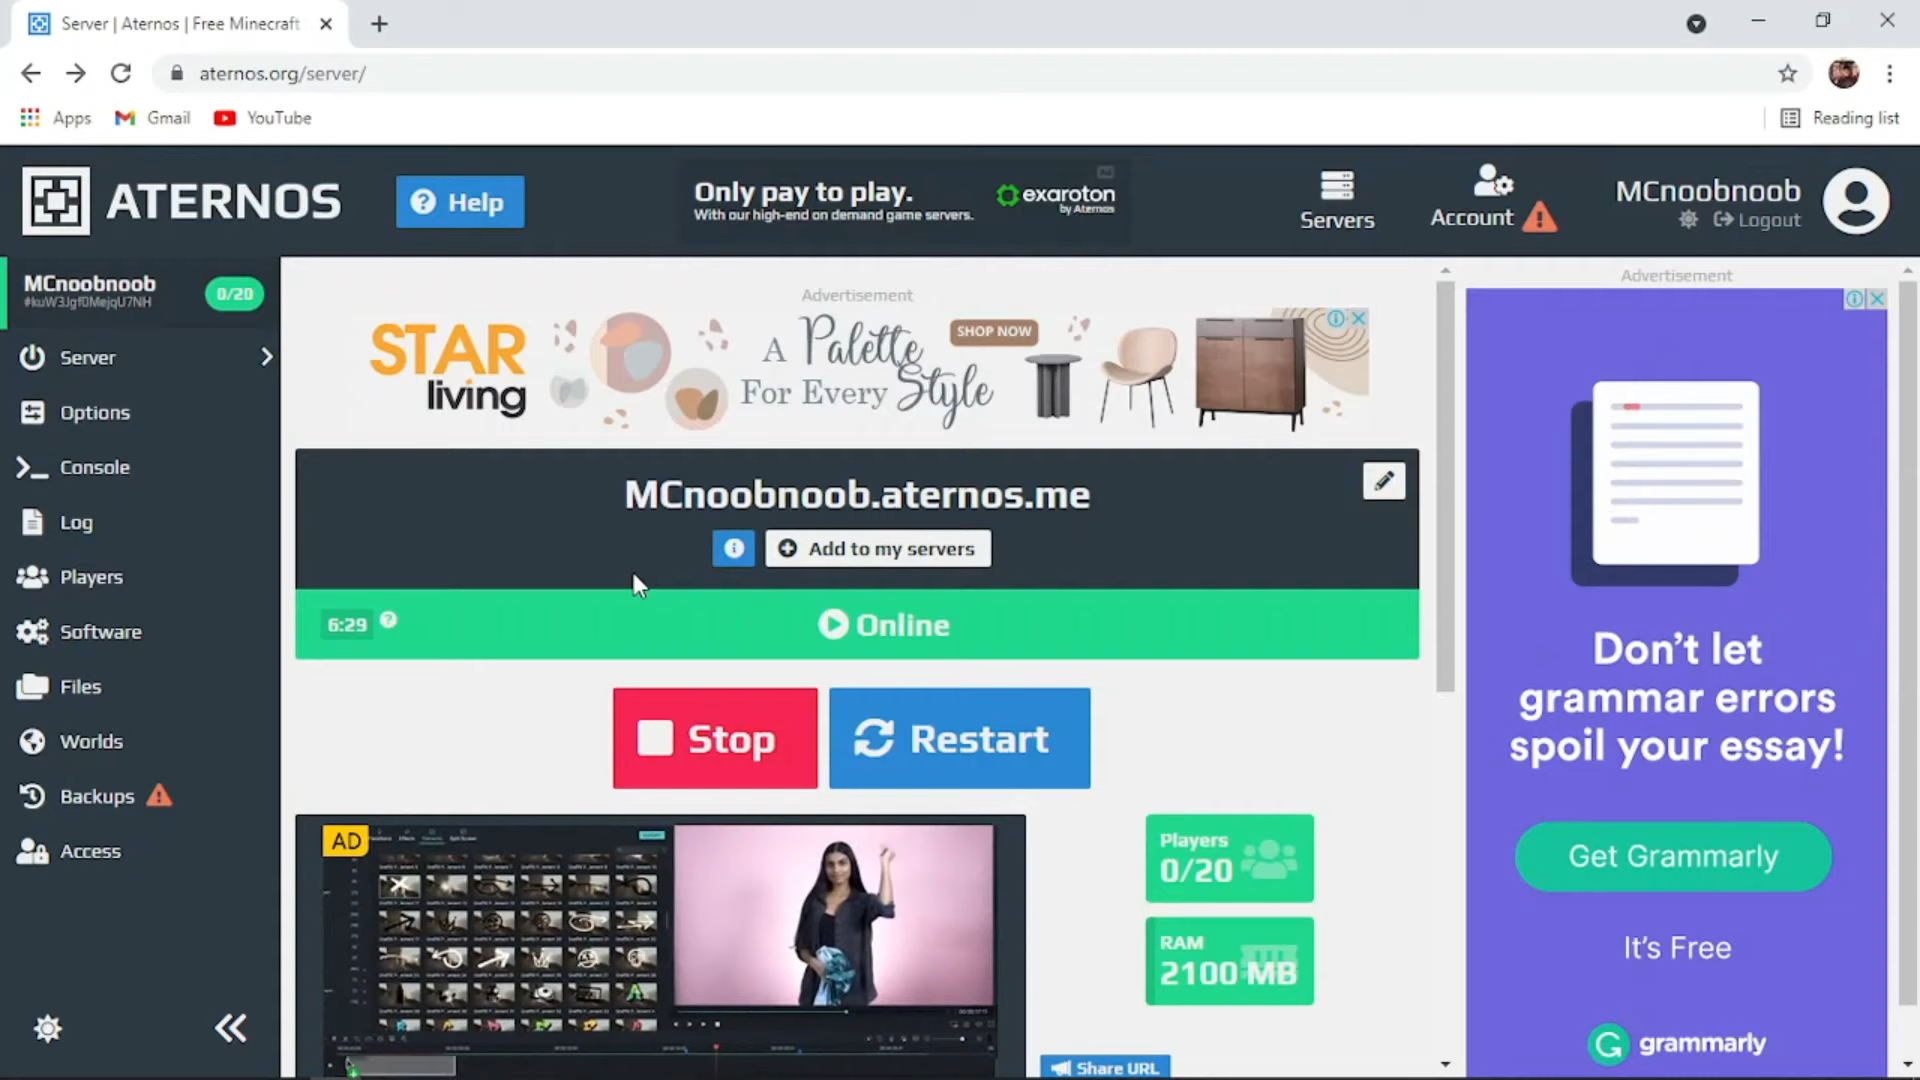 Server | Aternos | Free Minecraft
aternos.org/server/
Apps
Gmail
YouTube
Reading list
ATERNOS
Help
Only pay to play.
With our high-end on demand game servers.
exaroton
by Aternos
Servers
Account
MCnoobnoob
Logout
MCnoobnoob
#kuW3Jgf0MejqU7NH
0/20
Server
Options
Console
Log
Players
Software
Files
Worlds
Backups
Access
Advertisement
STAR
living
A Palette
For Every Style
SHOP NOW
MCnoobnoob.aternos.me
Add to my servers
6:29
Online
Stop
Restart
AD
Players
0/20
RAM
2100 MB
Share URL
Advertisement
Don't let
grammar errors
spoil your essay!
Get Grammarly
It's Free
grammarly